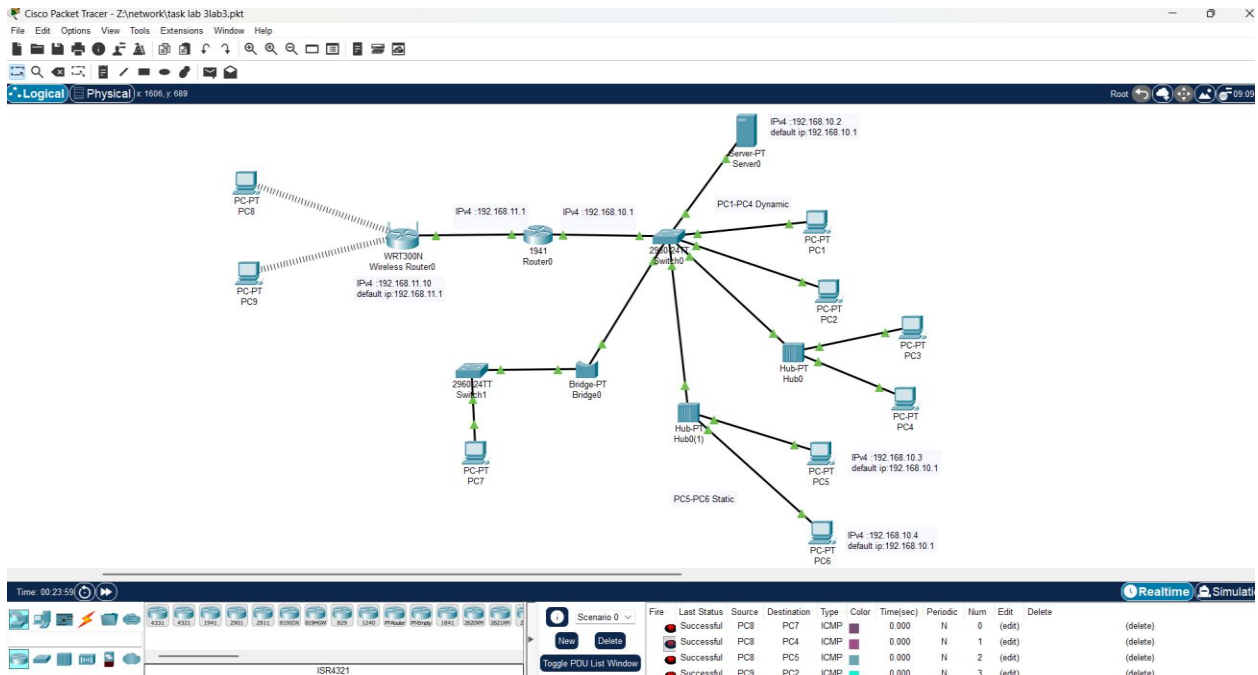 Cisco Packet Tracer - Z:\network\task lab 3lab3.pkt
File Edit Options View Tools Extensions Window Help
Logical Physical x: 1606, y: 689 Root 09:09
IPv4 :192.168.10.2
default ip:192.168.10.1
Server-PT
Server0
PC-PT
PC8
PC1-PC4 Dynamic
IPv4 :192.168.11.1 IPv4 :192.168.10.1
PC-PT
PC1
WRT300N
Wireless Router0
1941
Router0
2960-24TT
Switch0
PC-PT
PC9
IPv4 :192.168.11.10
default ip:192.168.11.1
PC-PT
PC2
PC-PT
PC3
Hub-PT
Hub0
2960-24TT
Switch1
Bridge-PT
Bridge0
PC-PT
PC4
Hub-PT
Hub0(1)
PC-PT
PC7
IPv4 :192.168.10.3
default ip:192.168.10.1
PC-PT
PC5
PC5-PC6 Static
IPv4 :192.168.10.4
default ip:192.168.10.1
PC-PT
PC6
Time: 00:23:59 Realtime Simulati
4331 4321 1941 2901 2911 819IOX 819HGW 829 1240 PT-Router PT-Empty 1841 2620XM 2621XM
ISR4321
Scenario 0
New Delete
Toggle PDU List Window
Fire Last Status Source Destination Type Color Time(sec) Periodic Num Edit Delete
Successful PC8 PC7 ICMP 0.000 N 0 (edit) (delete)
Successful PC8 PC4 ICMP 0.000 N 1 (edit) (delete)
Successful PC8 PC5 ICMP 0.000 N 2 (edit) (delete)
Successful PC9 PC2 ICMP 0.000 N 3 (edit) (delete)